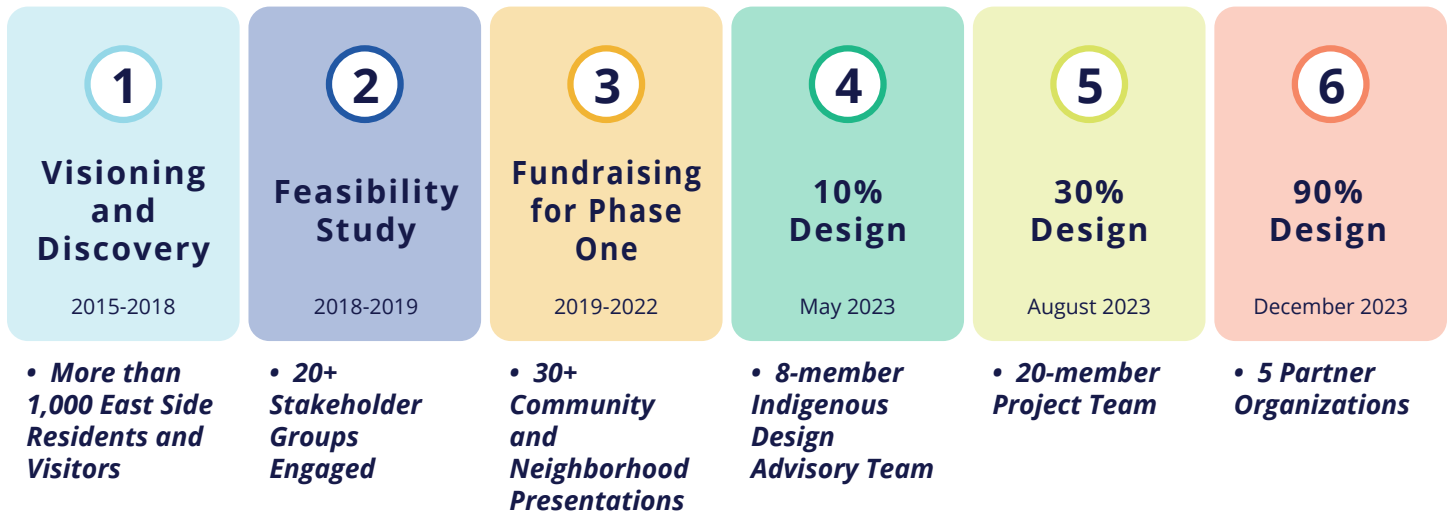 1
Visioning
and
Discovery
2015-2018
• More than
1,000 East Side
Residents and
Visitors
2
Feasibility
Study
2018-2019
• 20+
Stakeholder
Groups
Engaged
3
Fundraising
for Phase
One
2019-2022
• 30+
Community
and
Neighborhood
Presentations
4
10%
Design
May 2023
• 8-member
Indigenous
Design
Advisory Team
5
30%
Design
August 2023
• 20-member
Project Team
6
90%
Design
December 2023
• 5 Partner
Organizations